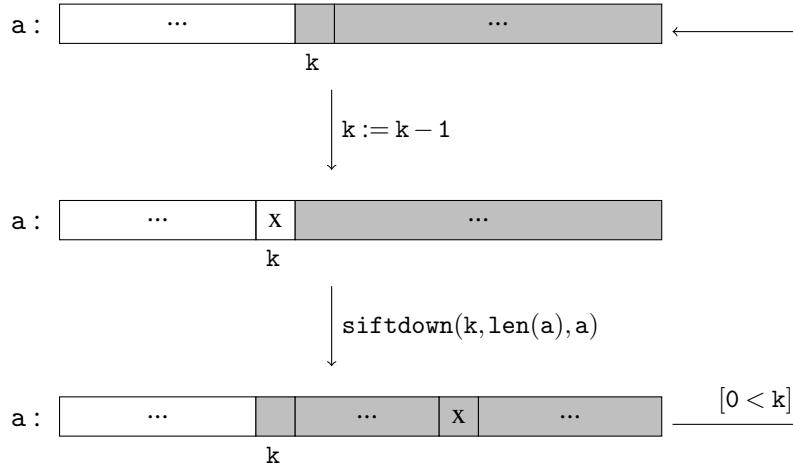 a : ... ...
k
k := k − 1
a : ... x ...
k
siftdown(k, len(a), a)
[0 < k]
a : ... ... x ...
k